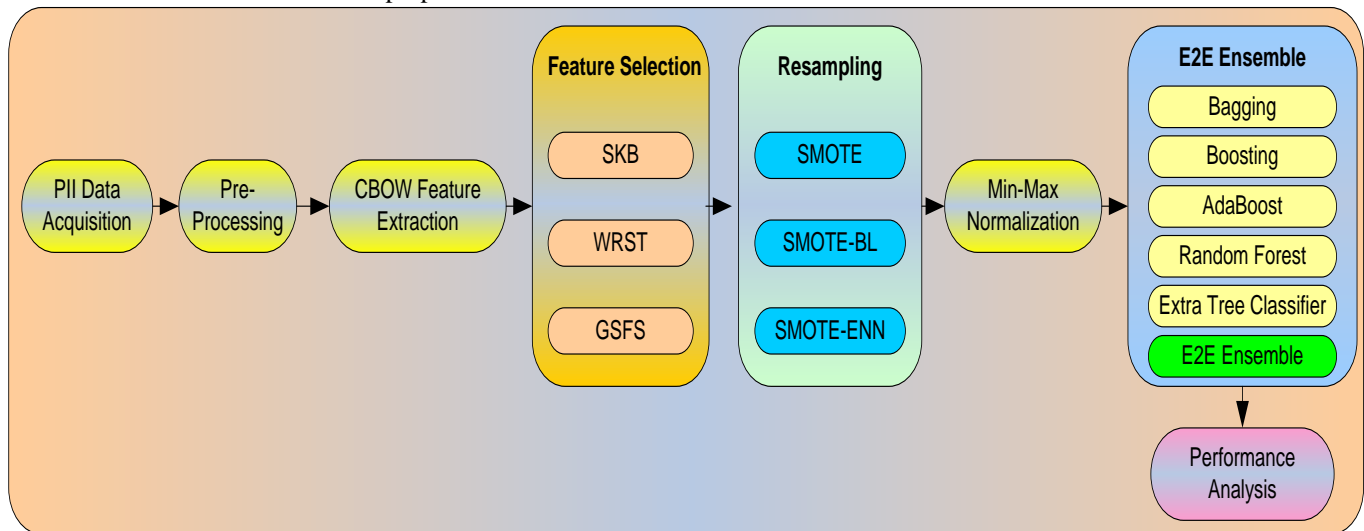 prop
Feature Selection
SKB
WRST
GSFS
Resampling
SMOTE
SMOTE-BL
SMOTE-ENN
E2E Ensemble
Bagging
Boosting
AdaBoost
Random Forest
Extra Tree Classifier
E2E Ensemble
PII Data
Acquisition
Pre-
Processing
CBOW Feature
Extraction
Min-Max
Normalization
Performance
Analysis